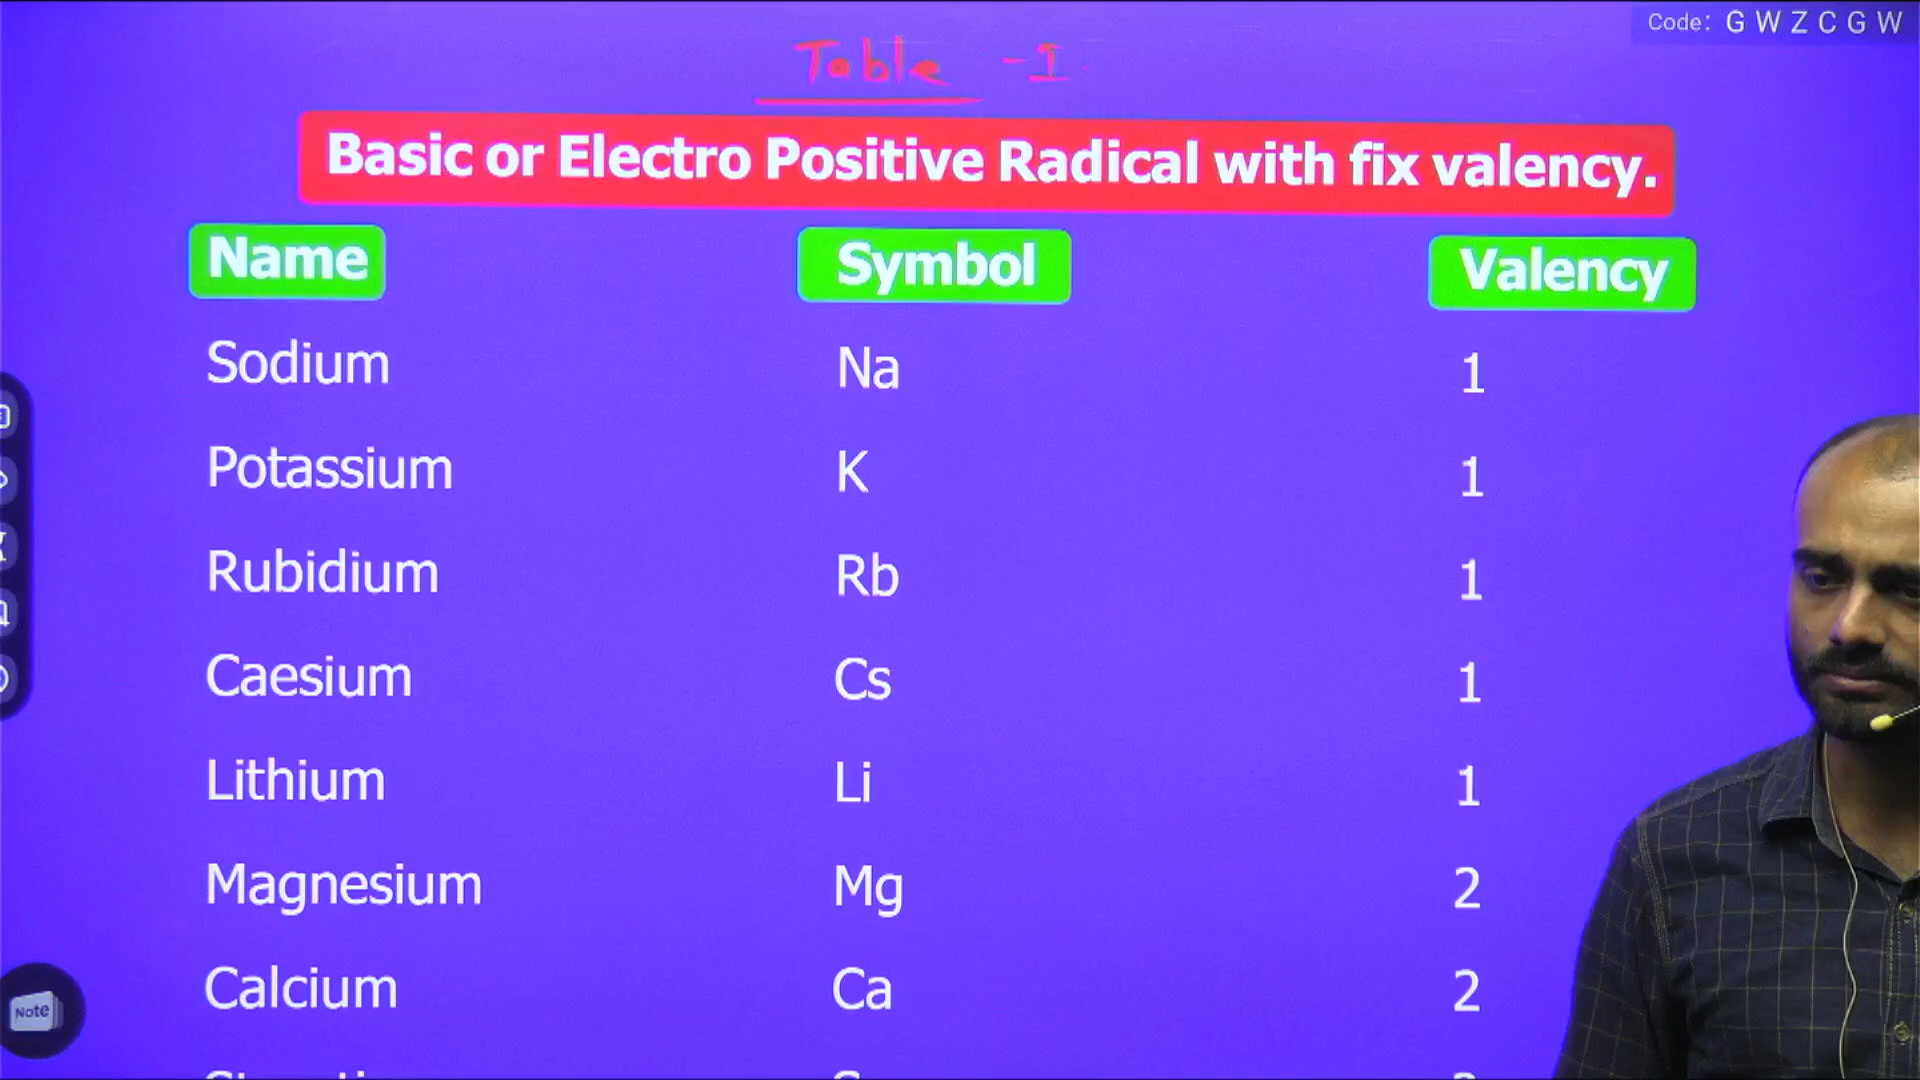 Code: GWZCGW
Table -I
Basic or Electro Positive Radical with fix valency.
Name Symbol Valency
Sodium Na 1
Potassium K 1
Rubidium Rb 1
Caesium Cs 1
Lithium Li 1
Magnesium Mg 2
Calcium Ca 2
Note